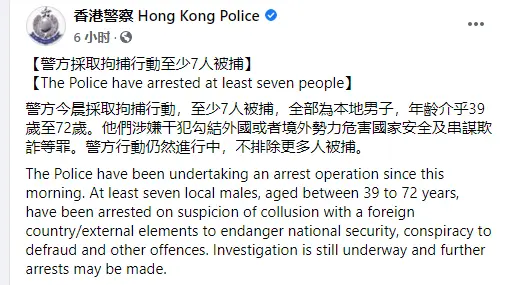 香港警察 Hong Kong Police
6 小时
【警方採取拘捕行動至少7人被捕】
【The Police have arrested at least seven people】
警方今晨採取拘捕行動，至少7人被捕，全部為本地男子，年齡介乎39
歲至72歲。他們涉嫌干犯勾結外國或者境外勢力危害國家安全及串謀欺
詐等罪。警方行動仍然進行中，不排除更多人被捕。
The Police have been undertaking an arrest operation since this
morning. At least seven local males, aged between 39 to 72 years,
have been arrested on suspicion of collusion with a foreign
country/external elements to endanger national security, conspiracy to
defraud and other offences. Investigation is still underway and further
arrests may be made.